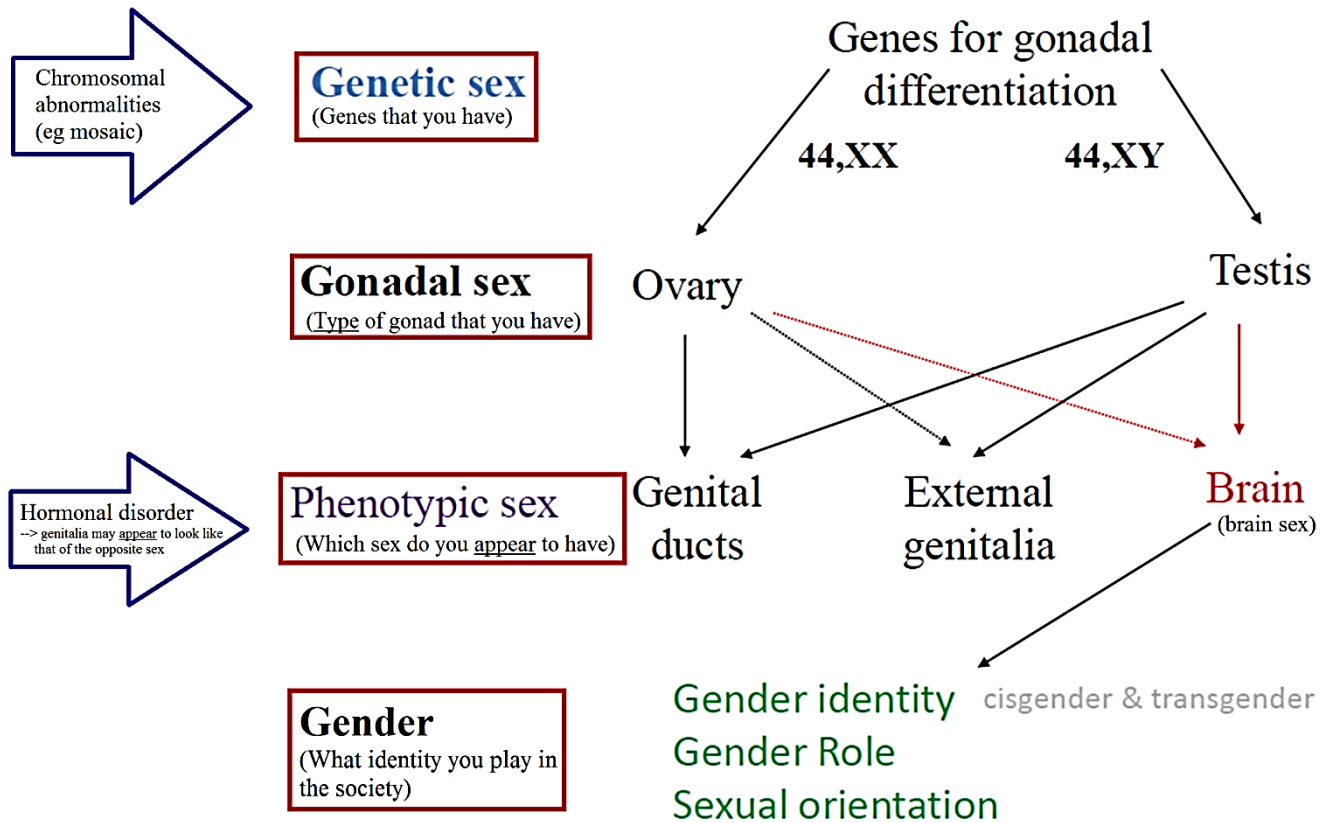 Chromosomal
abnormalities
(eg mosaic)
Genetic sex
(Genes that you have)
Genes for gonadal
differentiation
44,XX
44,XY
Gonadal sex
(Type of gonad that you have)
Ovary
Testis
Hormonal disorder
--> genitalia may appear to look like
that of the opposite sex
Phenotypic sex
(Which sex do you appear to have)
Genital
ducts
External
genitalia
Brain
(brain sex)
Gender
(What identity you play in
the society)
Gender identity cisgender & transgender
Gender Role
Sexual orientation